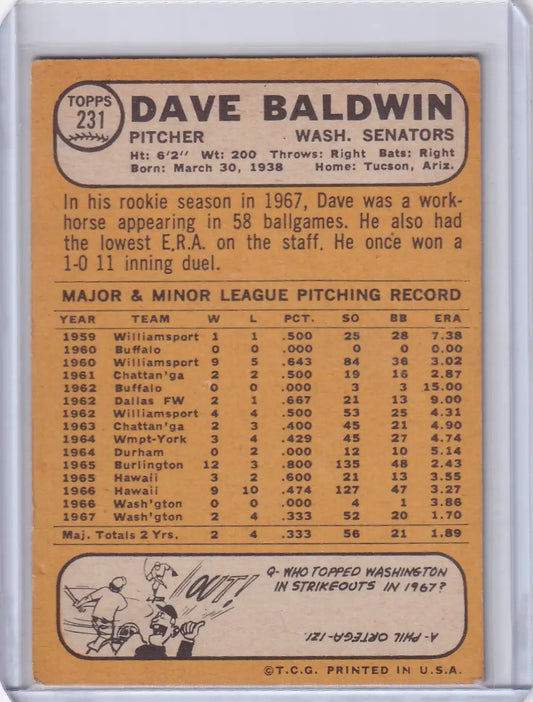 TOPPS
231
DAVE BALDWIN
PITCHER WASH. SENATORS
Ht: 6'2" Wt: 200 Throws: Right Bats: Right
Born: March 30, 1938 Home: Tucson, Ariz.
In his rookie season in 1967, Dave was a work-
horse appearing in 58 ballgames. He also had
the lowest E.R.A. on the staff. He once won a
1-0 11 inning duel.
MAJOR & MINOR LEAGUE PITCHING RECORD
YEAR TEAM W L PCT. SO BB ERA
1959 Williamsport 1 1 .500 25 28 7.38
1960 Buffalo 0 0 .000 0 0 0.00
1960 Williamsport 9 5 .643 84 36 3.02
1961 Chattan'ga 2 2 .500 19 16 2.87
1962 Buffalo 0 0 .000 3 3 15.00
1962 Dallas FW 2 1 .667 21 13 9.00
1962 Williamsport 4 4 .500 53 25 4.31
1963 Chattan'ga 2 3 .400 45 21 4.90
1964 Wmpt-York 3 4 .429 45 27 4.74
1964 Durham 0 2 .000 12 10 5.14
1965 Burlington 12 3 .800 135 48 2.43
1965 Hawaii 3 2 .600 21 13 3.55
1966 Hawaii 9 10 .474 127 47 3.27
1966 Wash'gton 0 0 .000 4 1 3.86
1967 Wash'gton 2 4 .333 52 20 1.70
Maj. Totals 2 Yrs. 2 4 .333 56 21 1.89
OUT!
Q- WHO TOPPED WASHINGTON
IN STRIKEOUTS IN 1967?
A- PHIL ORTEGA-121.
©T.C.G. PRINTED IN U.S.A.